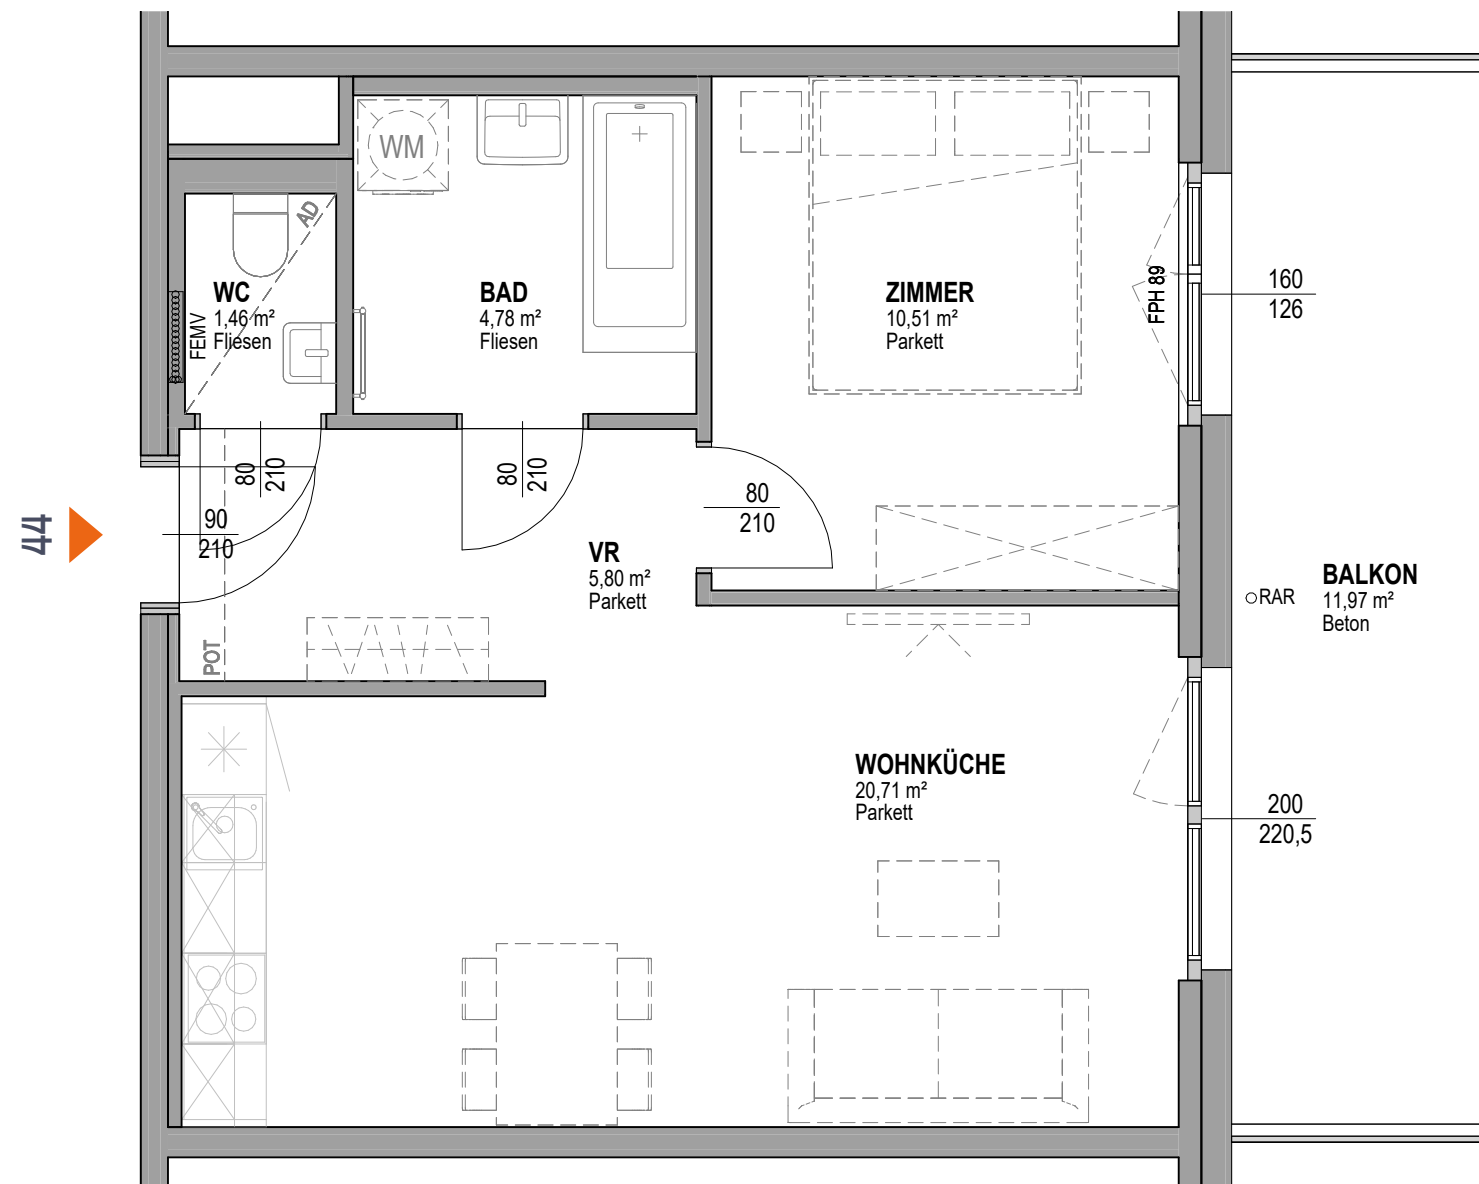 WM
AD
WC
1,46 m²
Fliesen
FEMV
BAD
4,78 m²
Fliesen
ZIMMER
10,51 m²
Parkett
FPH 89
160
126
80
210
80
210
90
210
80
210
VR
5,80 m²
Parkett
RAR
BALKON
11,97 m²
Beton
POT
WOHNKÜCHE
20,71 m²
Parkett
200
220,5